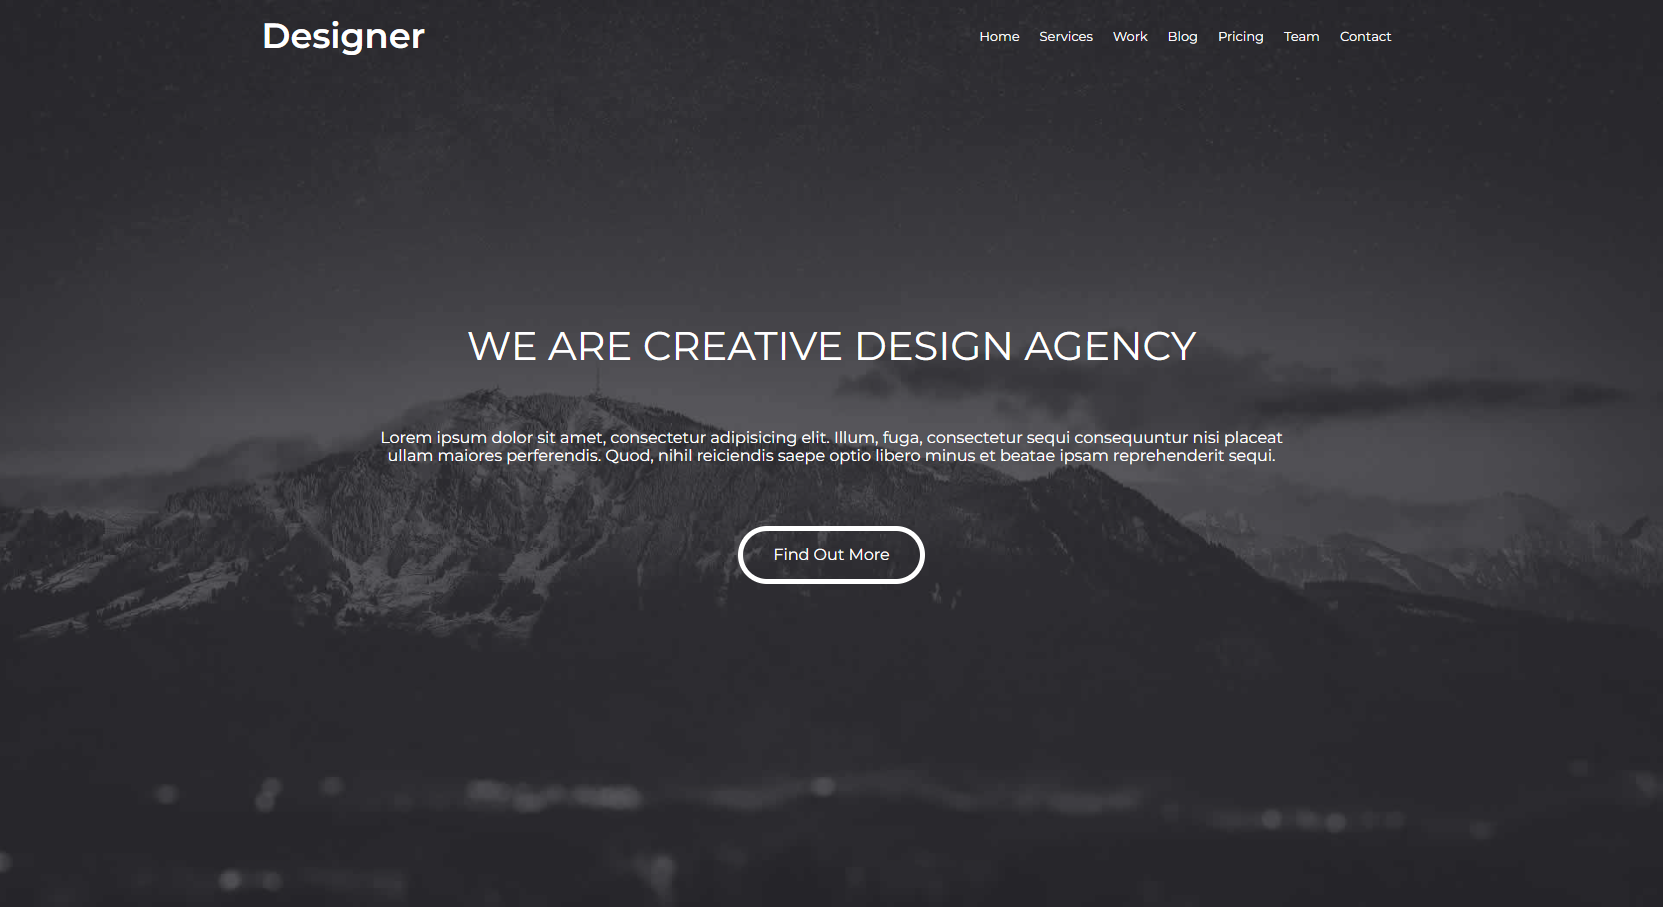 Designer
Home Services Work Blog Pricing Team Contact
WE ARE CREATIVE DESIGN AGENCY
Lorem ipsum dolor sit amet, consectetur adipisicing elit. Illum, fuga, consectetur sequi consequuntur nisi placeat
ullam maiores perferendis. Quod, nihil reiciendis saepe optio libero minus et beatae ipsam reprehenderit sequi.
Find Out More